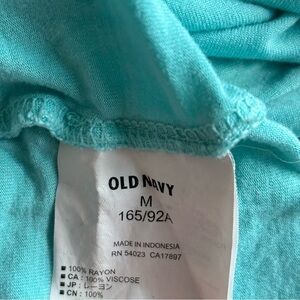 OLD NAVY
M
165/92A
MADE IN INDONESIA
RN 54023 CA17897
■ 100% RAYON
■ CA : 100% VISCOSE
■ JP : レーヨン
■ CN : 100%